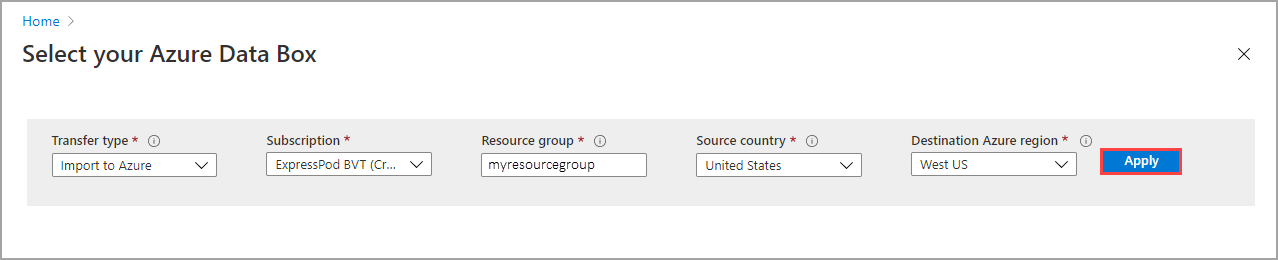 Home >
Select your Azure Data Box
Transfer type * Subscription * Resource group * Source country * Destination Azure region *
Import to Azure ExpressPod BVT (Cr... myresourcegroup United States West US Apply